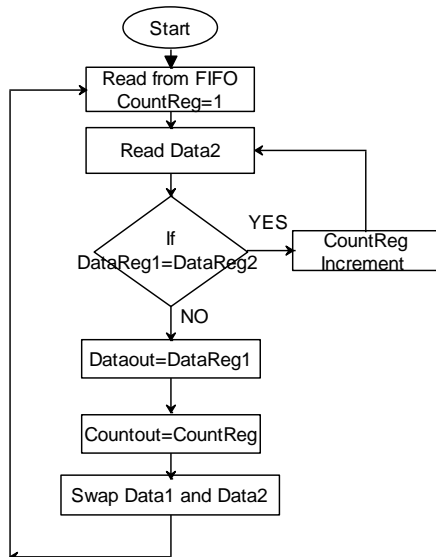 Start
Read from FIFO
CountReg=1
Read Data2
If
DataReg1=DataReg2
YES
CountReg
Increment
NO
Dataout=DataReg1
Countout=CountReg
Swap Data1 and Data2